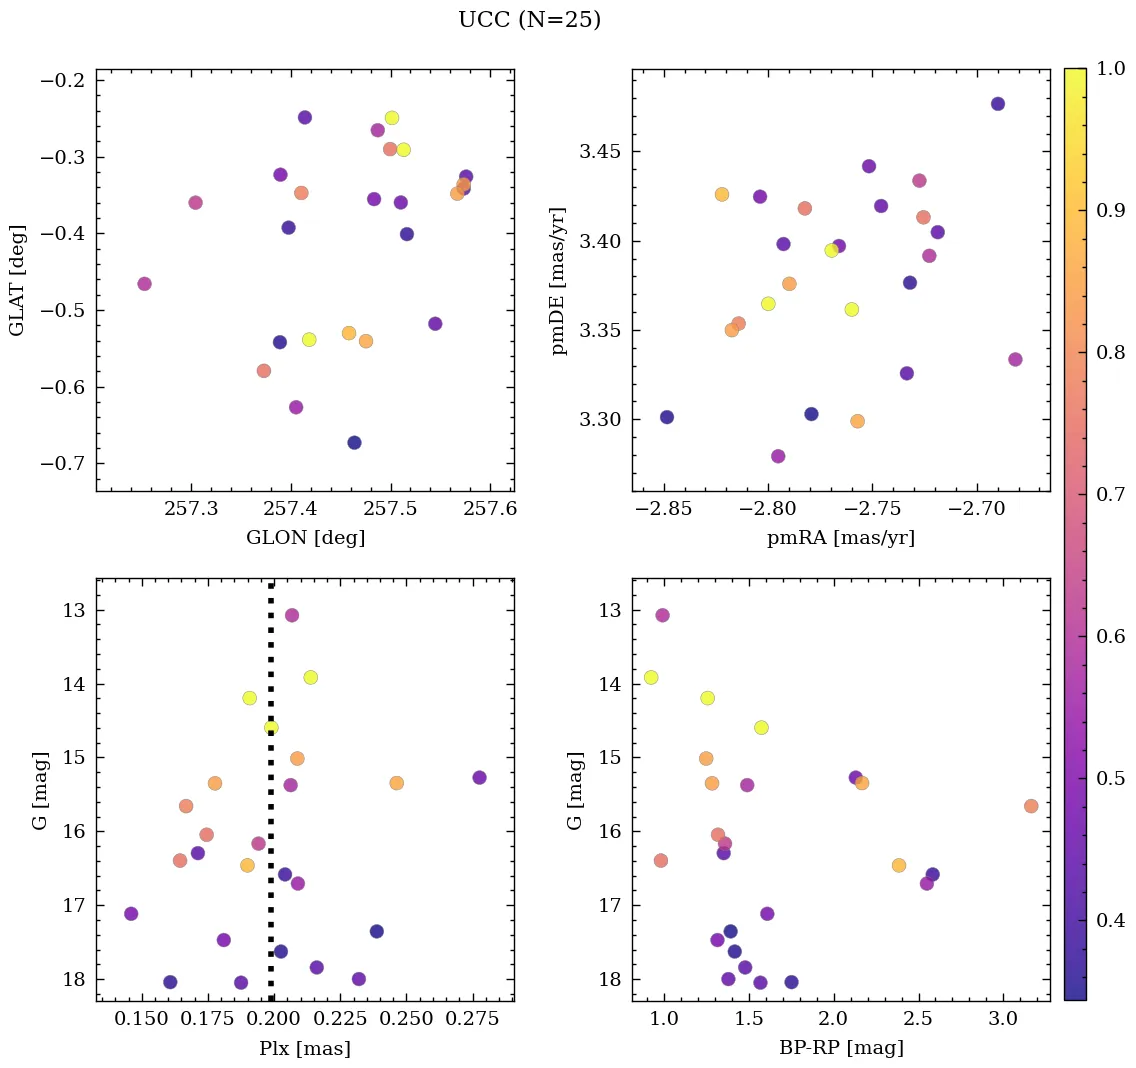 UCC (N=25)
−0.2
−0.3
−0.4
−0.5
−0.6
−0.7
GLAT [deg]
257.3 257.4 257.5 257.6
GLON [deg]
3.45
3.40
3.35
3.30
pmDE [mas/yr]
−2.85 −2.80 −2.75 −2.70
pmRA [mas/yr]
13
14
15
16
17
18
G [mag]
0.150 0.175 0.200 0.225 0.250 0.275
Plx [mas]
13
14
15
16
17
18
G [mag]
1.0 1.5 2.0 2.5 3.0
BP-RP [mag]
1.0
0.9
0.8
0.7
0.6
0.5
0.4